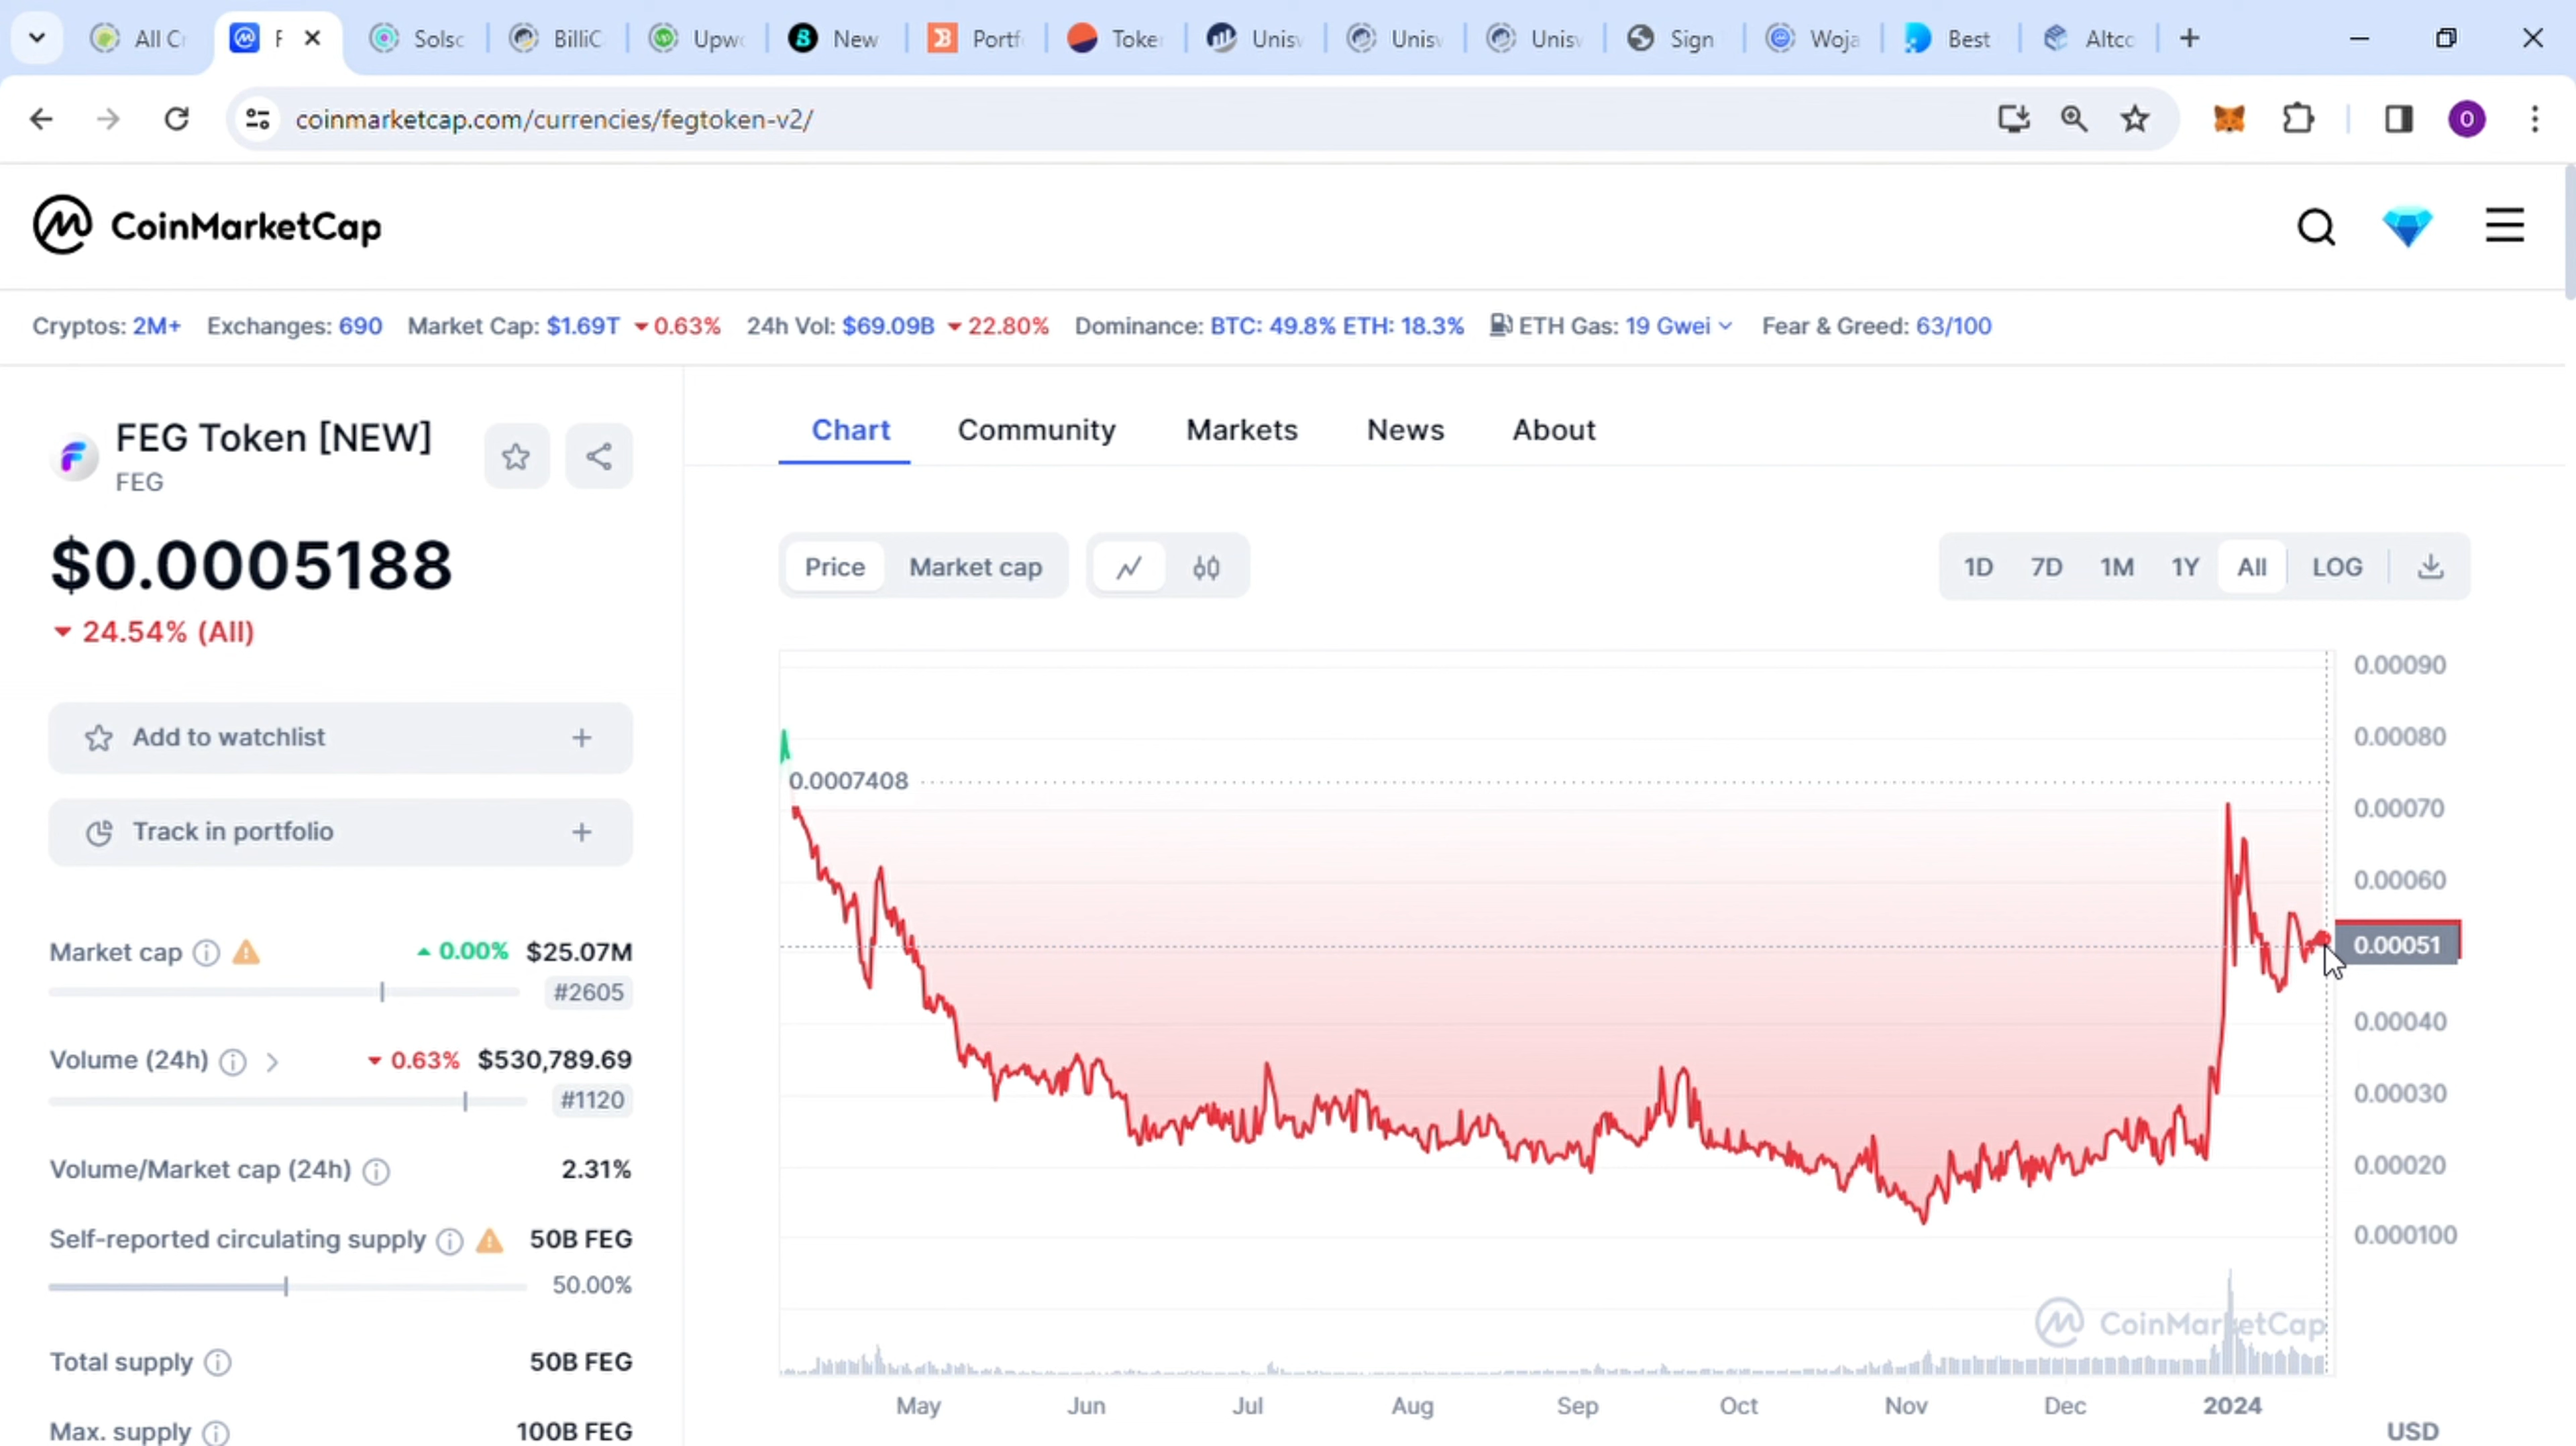 All Cr
F
Solsc
BilliC
Upwo
New
Portf
Toke
Unisv
Unisv
Unisv
Sign
Woja
Best
Altco
coinmarketcap.com/currencies/fegtoken-v2/
O
CoinMarketCap
Cryptos: 2M+ Exchanges: 690 Market Cap: $1.69T 0.63% 24h Vol: $69.09B 22.80% Dominance: BTC: 49.8% ETH: 18.3% ETH Gas: 19 Gwei Fear & Greed: 63/100
FEG Token [NEW]
FEG
$0.0005188
24.54% (All)
Add to watchlist +
Track in portfolio +
Market cap 0.00% $25.07M
#2605
Volume (24h) 0.63% $530,789.69
#1120
Volume/Market cap (24h) 2.31%
Self-reported circulating supply 50B FEG
50.00%
Total supply 50B FEG
Max. supply 100B FEG
Chart Community Markets News About
Price Market cap
1D 7D 1M 1Y All LOG
0.00090
0.00080
0.0007408
0.00070
0.00060
0.00051
0.00040
0.00030
0.00020
0.000100
CoinMarketCap
May Jun Jul Aug Sep Oct Nov Dec 2024
USD